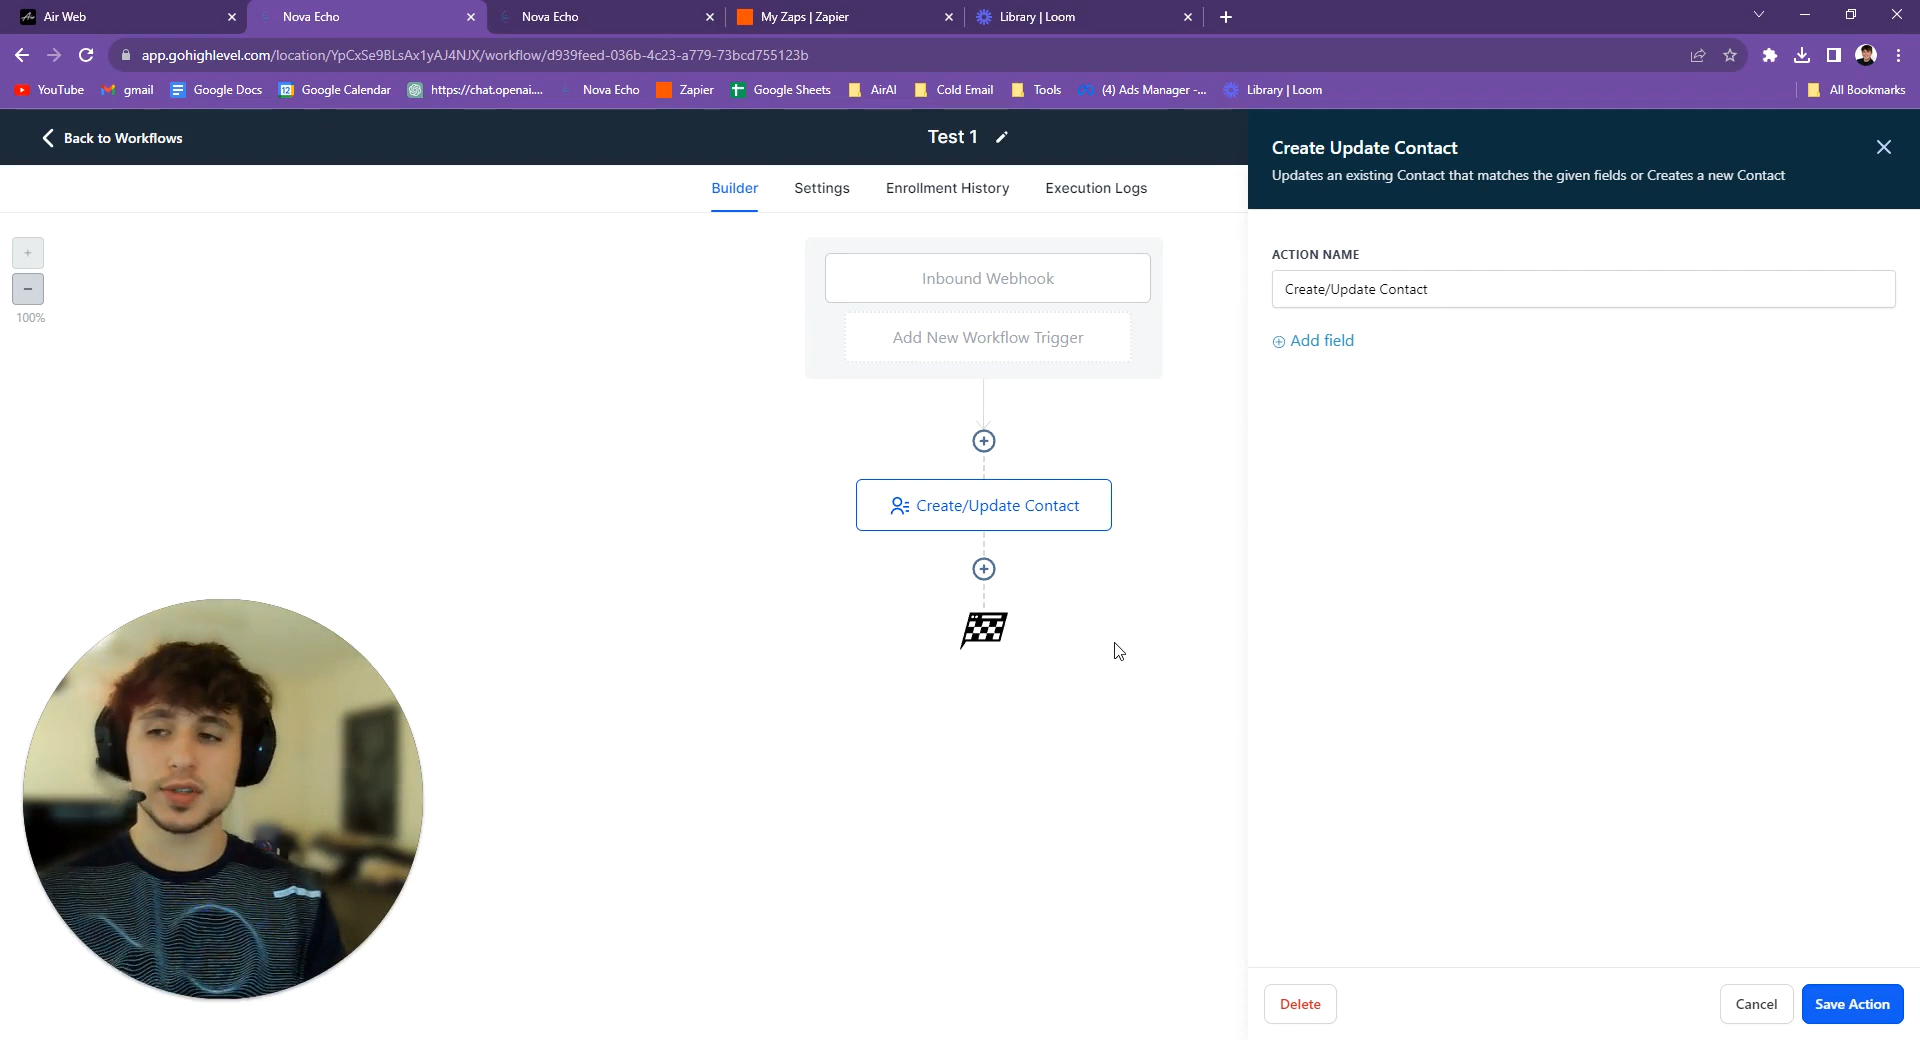 Air Web
Nova Echo
Nova Echo
My Zaps | Zapier
Library | Loom
app.gohighlevel.com/location/YpCxSe9BLsAx1yAJ4NJX/workflow/d939feed-036b-4c23-a779-73bcd755123b
YouTube
gmail
Google Docs
Google Calendar
https://chat.openai....
Nova Echo
Zapier
Google Sheets
AirAI
Cold Email
Tools
(4) Ads Manager -...
Library | Loom
All Bookmarks
Back to Workflows
Test 1
Builder
Settings
Enrollment History
Execution Logs
100%
Inbound Webhook
Add New Workflow Trigger
Create/Update Contact
Create Update Contact
Updates an existing Contact that matches the given fields or Creates a new Contact
ACTION NAME
Create/Update Contact
Add field
Delete
Cancel
Save Action